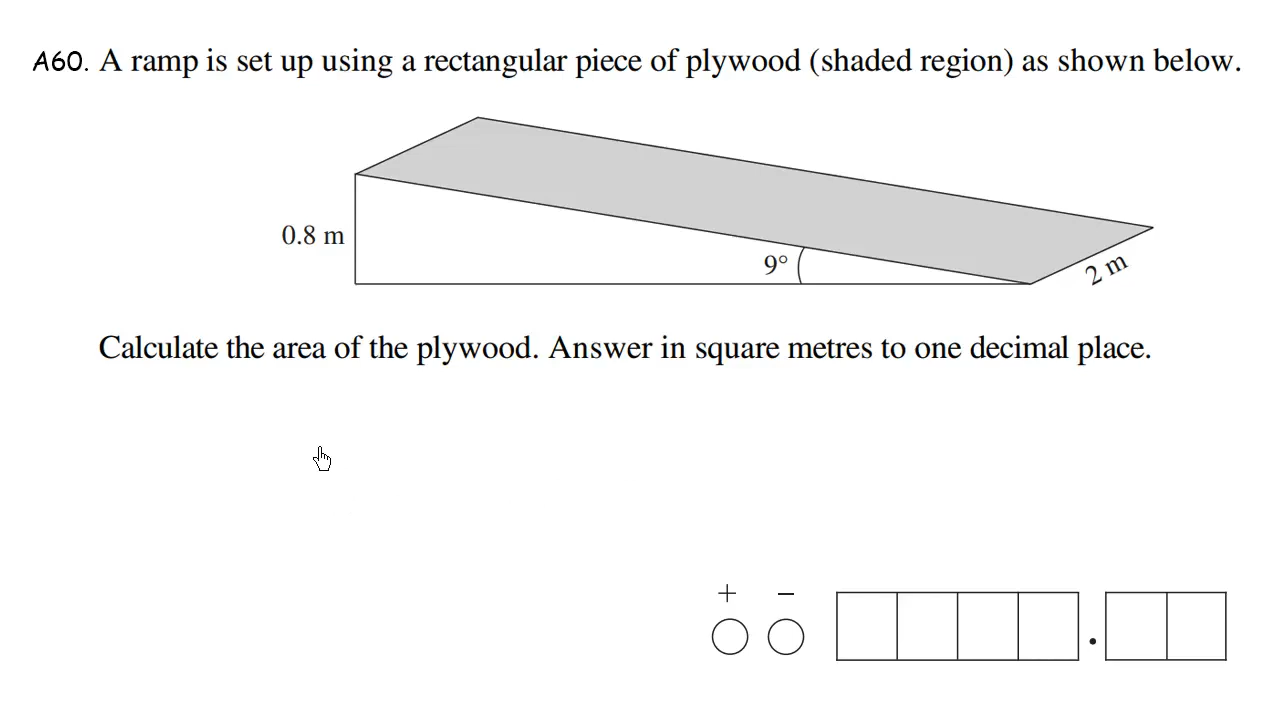 A60. A ramp is set up using a rectangular piece of plywood (shaded region) as shown below.
0.8 m
9°
2 m
Calculate the area of the plywood. Answer in square metres to one decimal place.
+ −
.